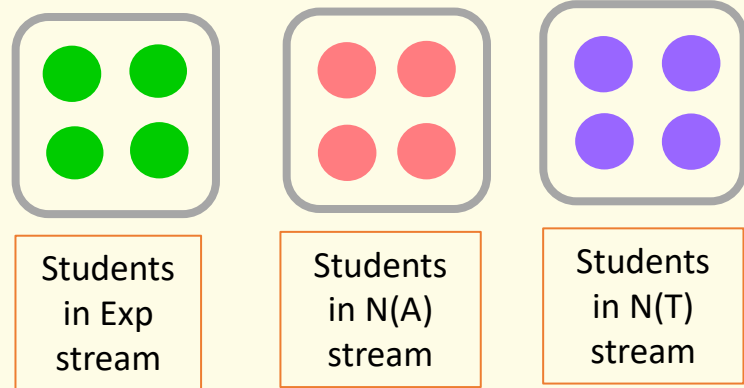 Students
in Exp
stream
Students
in N(A)
stream
Students
in N(T)
stream